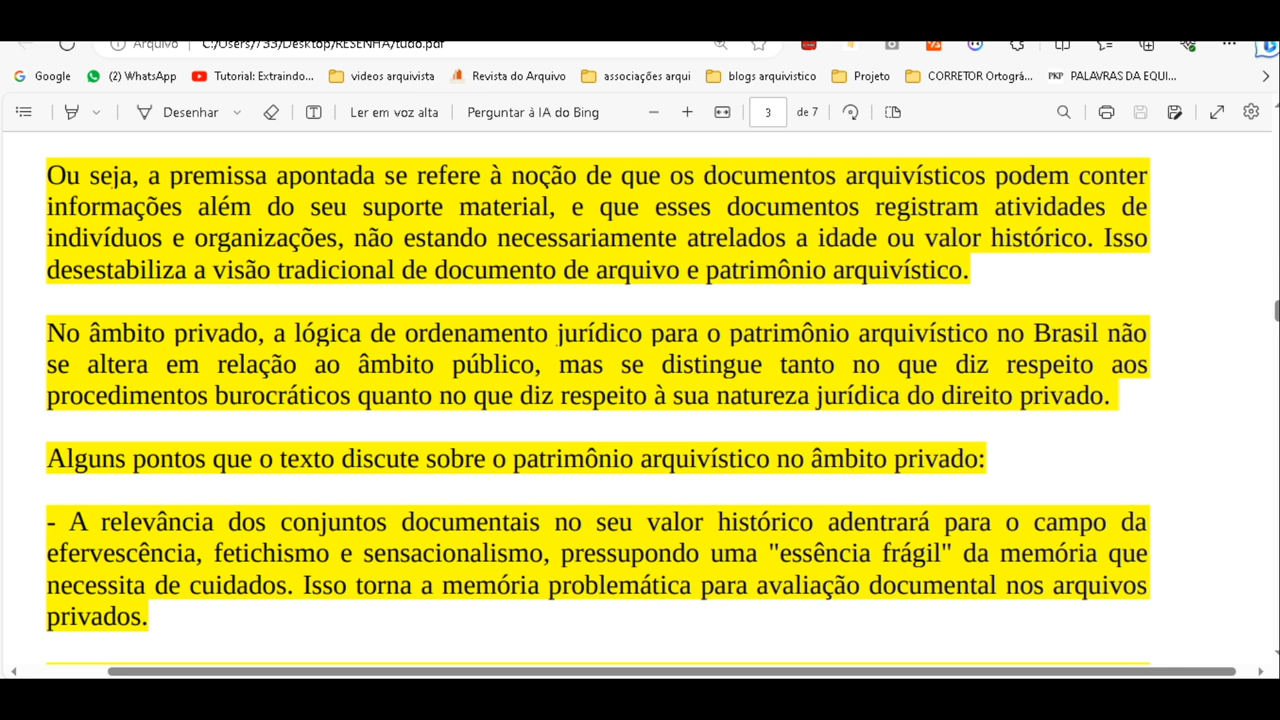 Arquivo
C:/Users/733/Desktop/RESENHA/tudo.pdf
Google (2) WhatsApp Tutorial: Extraindo... videos arquivista Revista do Arquivo associações arqui blogs arquivistico Projeto CORRETOR Ortográ... PKP PALAVRAS DA EQUI...
Desenhar Ler em voz alta Perguntar à IA do Bing 3 de 7
Ou seja, a premissa apontada se refere à noção de que os documentos arquivísticos podem conter
informações além do seu suporte material, e que esses documentos registram atividades de
indivíduos e organizações, não estando necessariamente atrelados a idade ou valor histórico. Isso
desestabiliza a visão tradicional de documento de arquivo e patrimônio arquivístico.
No âmbito privado, a lógica de ordenamento jurídico para o patrimônio arquivístico no Brasil não
se altera em relação ao âmbito público, mas se distingue tanto no que diz respeito aos
procedimentos burocráticos quanto no que diz respeito à sua natureza jurídica do direito privado.
Alguns pontos que o texto discute sobre o patrimônio arquivístico no âmbito privado:
- A relevância dos conjuntos documentais no seu valor histórico adentrará para o campo da
efervescência, fetichismo e sensacionalismo, pressupondo uma "essência frágil" da memória que
necessita de cuidados. Isso torna a memória problemática para avaliação documental nos arquivos
privados.